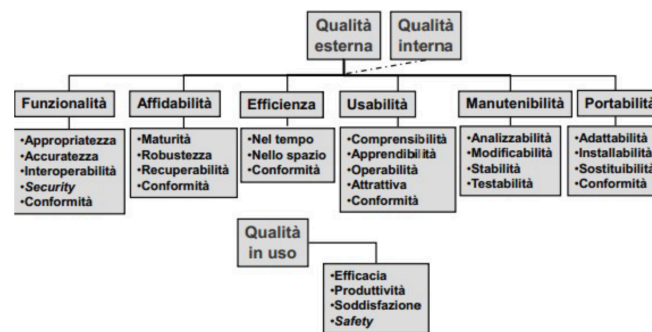 Qualità
esterna
Qualità
interna
Funzionalità
Affidabilità
Efficienza
Usabilità
Manutenibilità
Portabilità
•Appropriatezza
•Accuratezza
•Interoperabilità
•Security
•Conformità
•Maturità
•Robustezza
•Recuperabilità
•Conformità
•Nel tempo
•Nello spazio
•Conformità
•Comprensibilità
•Apprendibilità
•Operabilità
•Attrattiva
•Conformità
•Analizzabilità
•Modificabilità
•Stabilità
•Testabilità
•Adattabilità
•Installabilità
•Sostituibilità
•Conformità
Qualità
in uso
•Efficacia
•Produttività
•Soddisfazione
•Safety